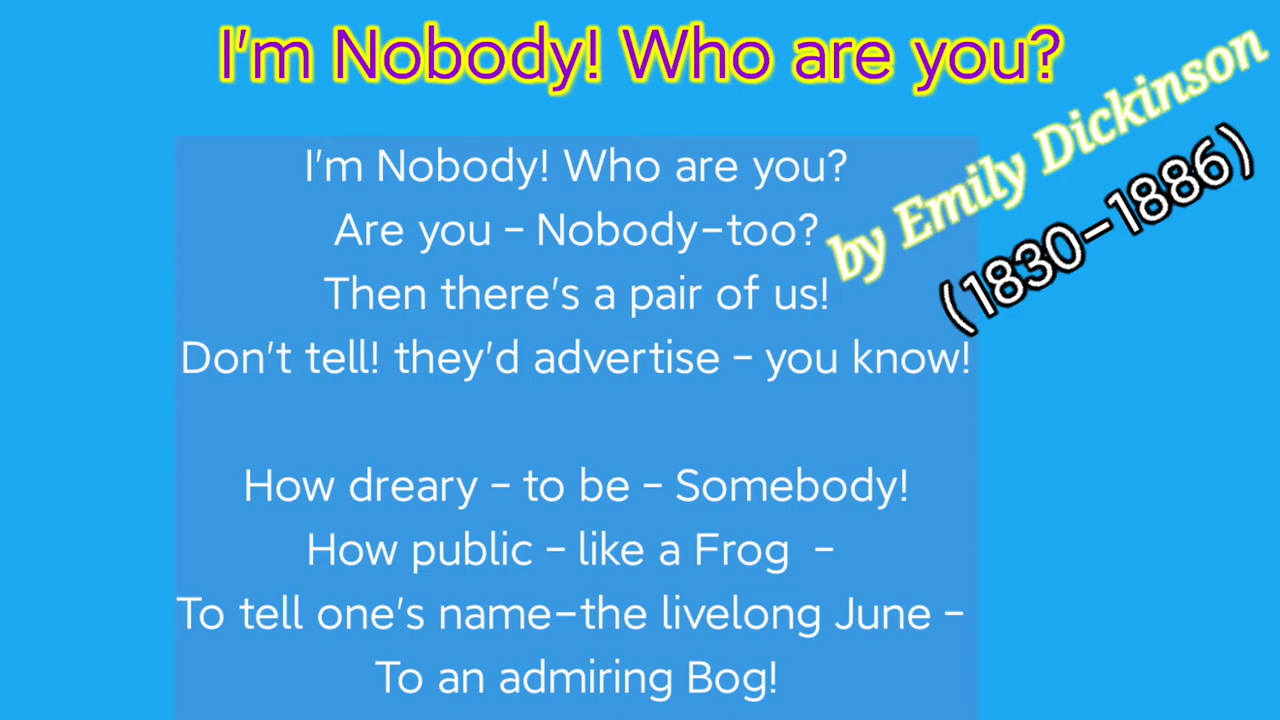 I'm Nobody! Who are you?
by Emily Dickinson
(1830-1886)
I'm Nobody! Who are you?
Are you - Nobody-too?
Then there's a pair of us!
Don't tell! they'd advertise - you know!
How dreary - to be - Somebody!
How public - like a Frog -
To tell one's name-the livelong June -
To an admiring Bog!